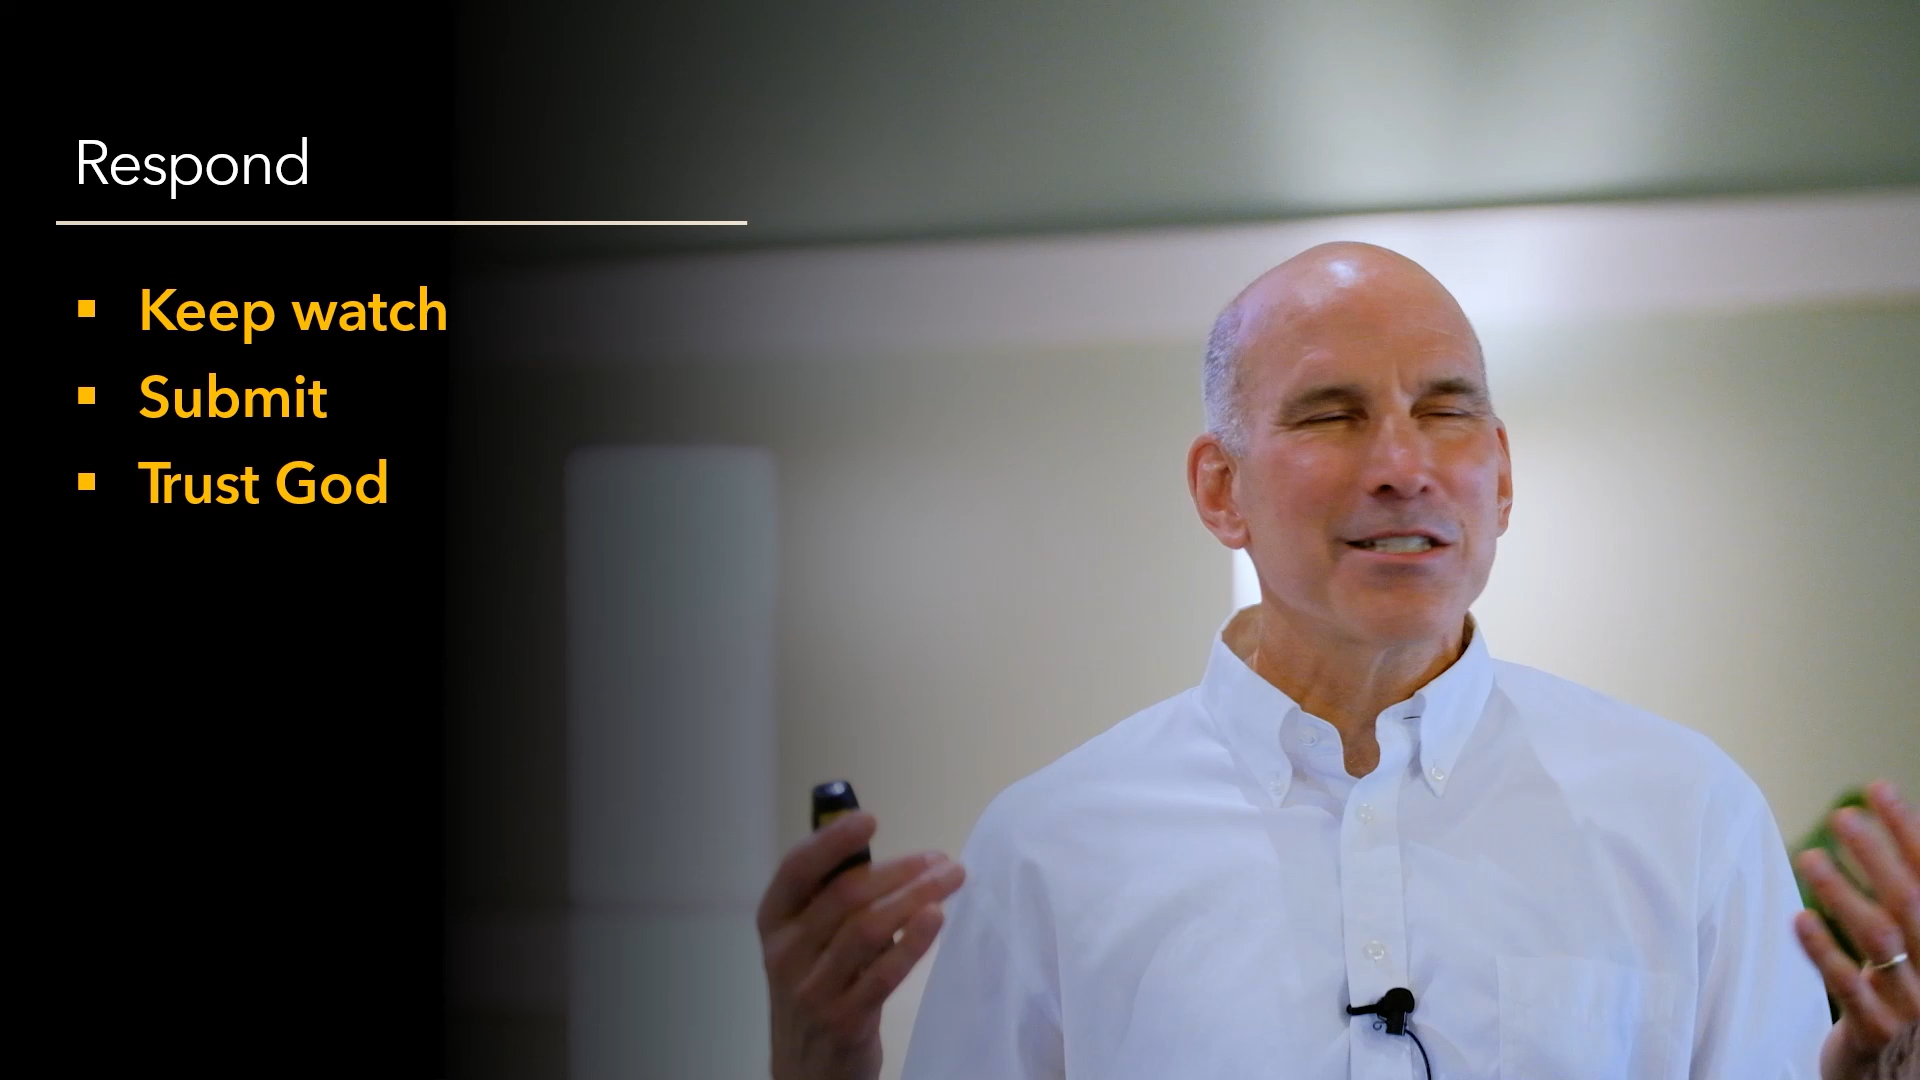 Respond
▪ Keep watch
▪ Submit
▪ Trust God